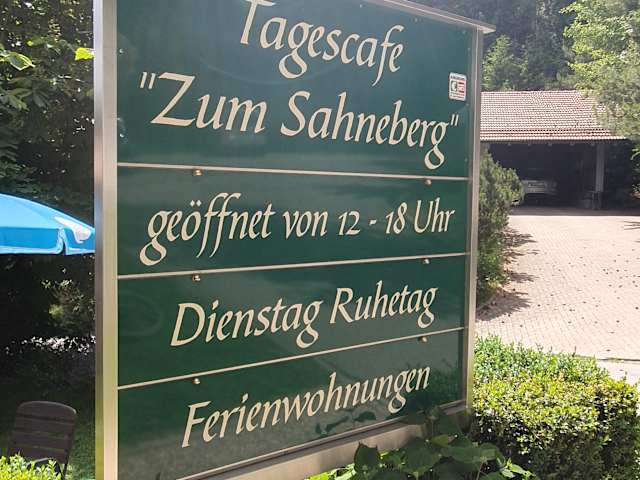 Tagescafe
"Zum Sahneberg"
geöffnet von 12 - 18 Uhr
Dienstag Ruhetag
Ferienwohnungen